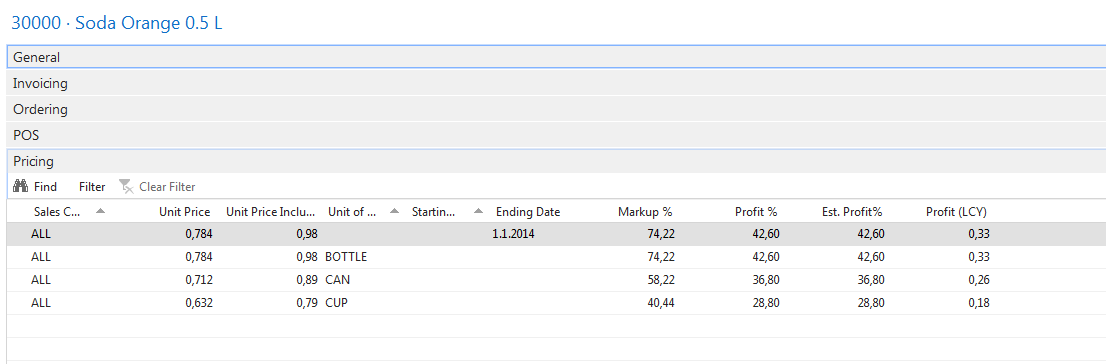 30000 · Soda Orange 0.5 L
General
Invoicing
Ordering
POS
Pricing
Find Filter Clear Filter
Sales C... Unit Price Unit Price Inclu... Unit of ... Startin... Ending Date Markup % Profit % Est. Profit% Profit (LCY)
ALL 0,784 0,98 1.1.2014 74,22 42,60 42,60 0,33
ALL 0,784 0,98 BOTTLE 74,22 42,60 42,60 0,33
ALL 0,712 0,89 CAN 58,22 36,80 36,80 0,26
ALL 0,632 0,79 CUP 40,44 28,80 28,80 0,18